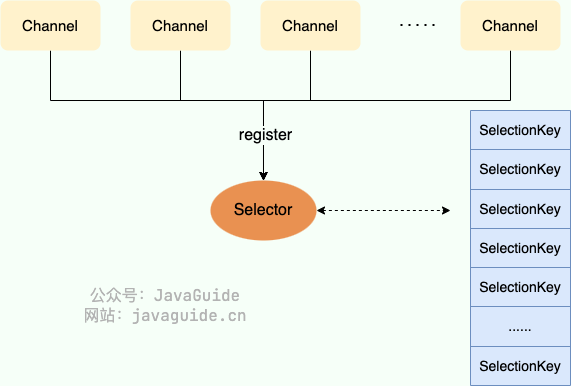 Channel
Channel
Channel
·····
Channel
register
SelectionKey
SelectionKey
Selector
SelectionKey
SelectionKey
SelectionKey
公众号：JavaGuide
网站：javaguide.cn
......
SelectionKey